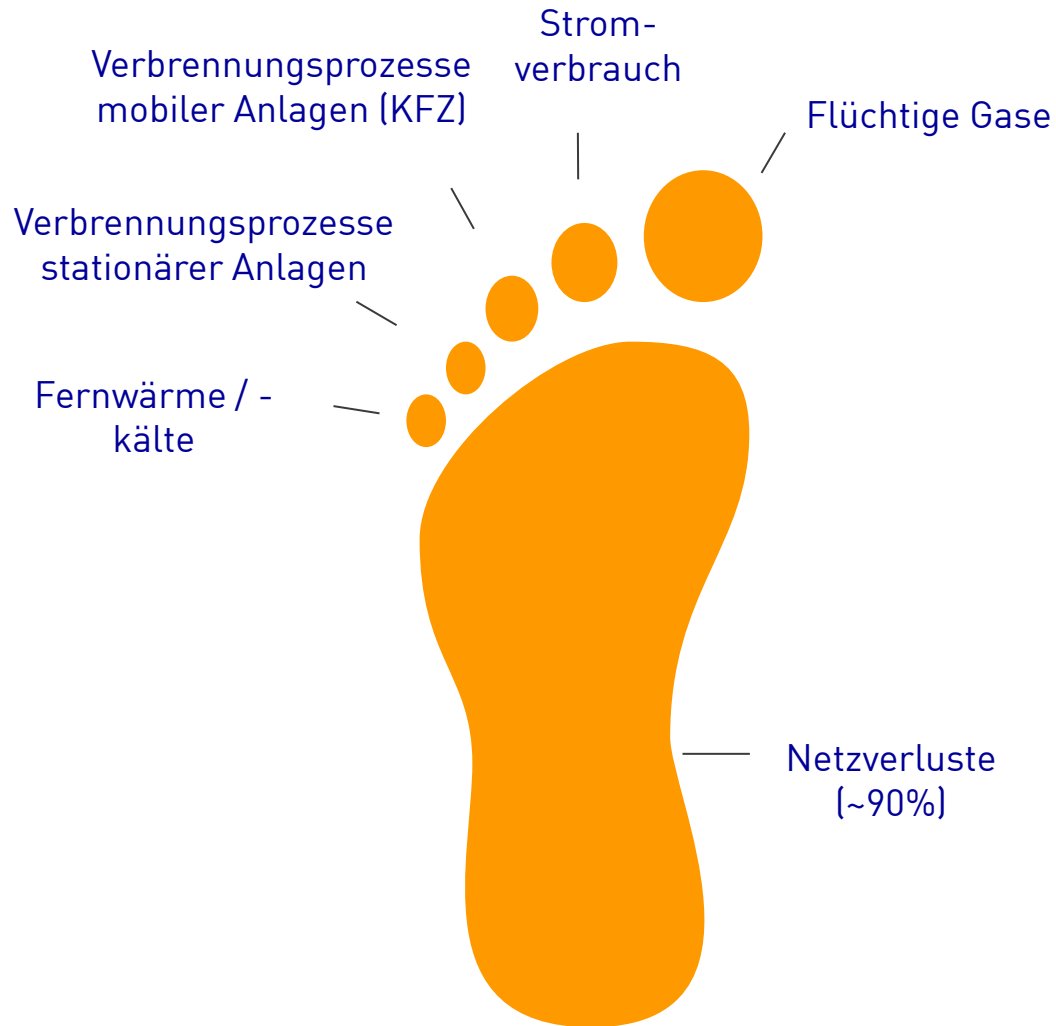 Strom-
verbrauch
Verbrennungsprozesse
mobiler Anlagen (KFZ)
Flüchtige Gase
Verbrennungsprozesse
stationärer Anlagen
Fernwärme / -
kälte
Netzverluste
(~90%)